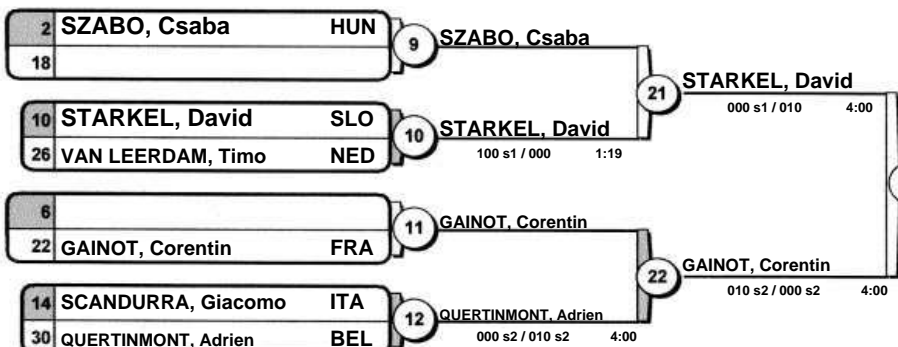 2 SZABO, Csaba HUN
18
9
SZABO, Csaba
10 STARKEL, David SLO
26 VAN LEERDAM, Timo NED
10
STARKEL, David
100 s1 / 000 1:19
21
STARKEL, David
000 s1 / 010 4:00
6
22 GAINOT, Corentin FRA
11
GAINOT, Corentin
14 SCANDURRA, Giacomo ITA
30 QUERTINMONT, Adrien BEL
12
QUERTINMONT, Adrien
000 s2 / 010 s2 4:00
22
GAINOT, Corentin
010 s2 / 000 s2 4:00